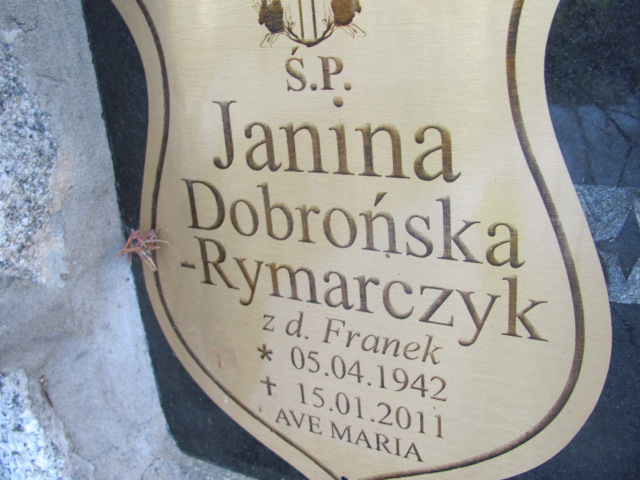 Ś.P.
Janina
Dobrońska
-Rymarczyk
z d. Franek
* 05.04.1942
✝ 15.01.2011
AVE MARIA